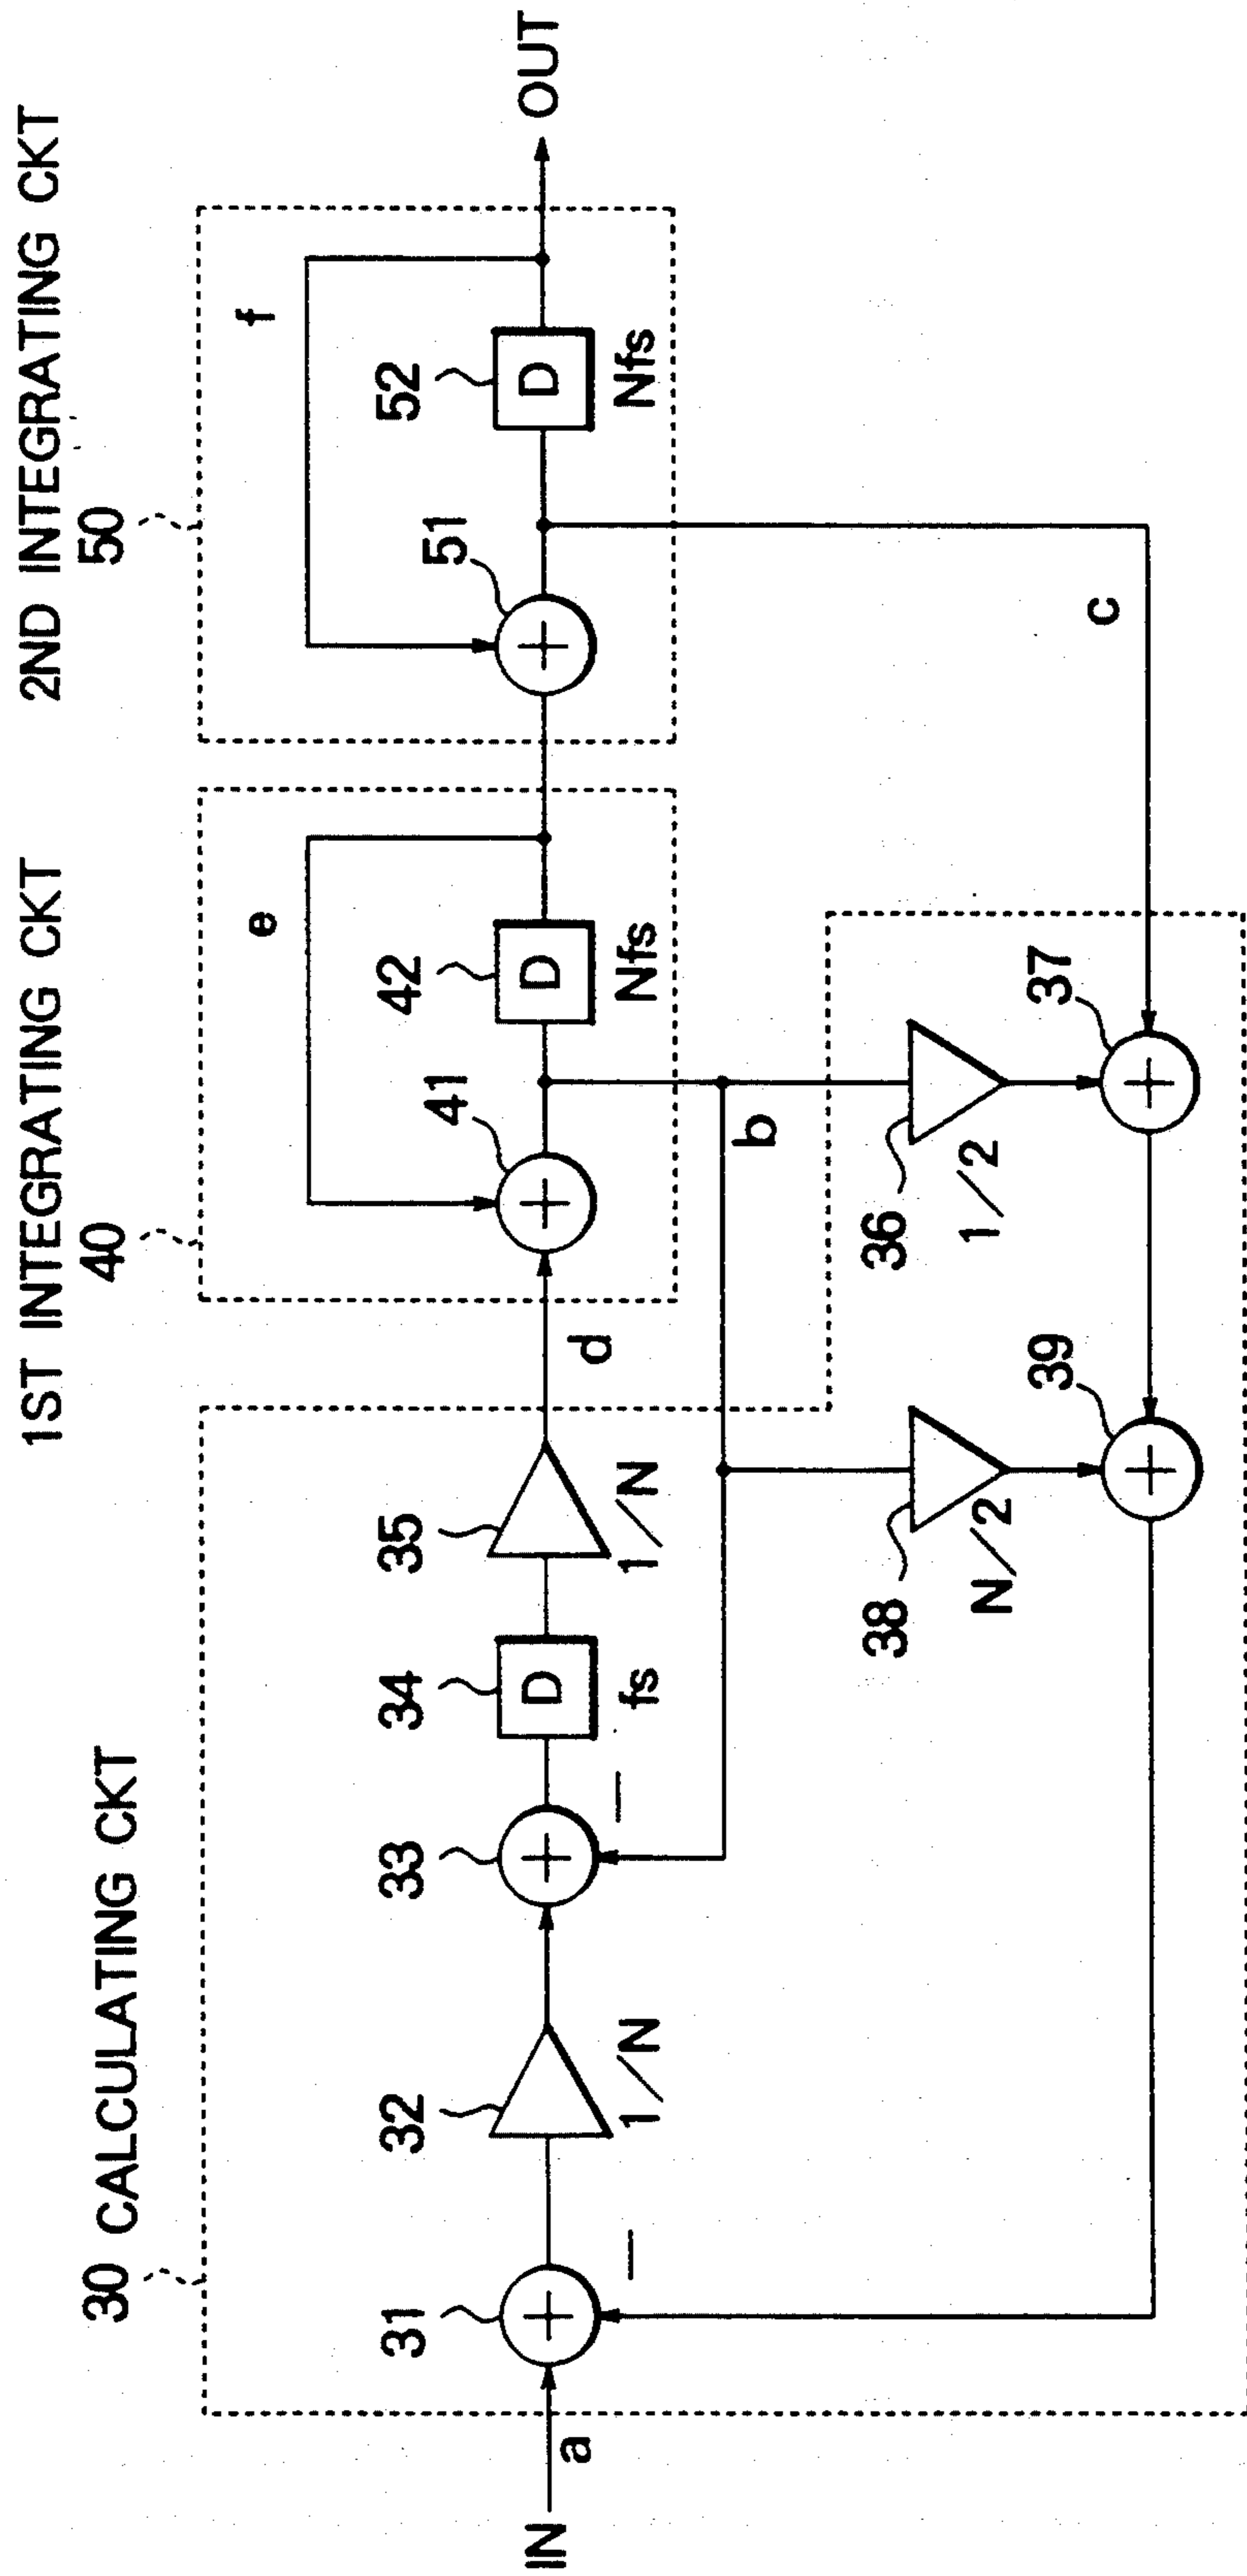 30 CALCULATING CKT
1ST INTEGRATING CKT
40
2ND INTEGRATING CKT
50
IN
a
31
−
32
1/N
33
−
34
D
fs
35
1/N
d
41
e
42
D
Nfs
51
f
52
D
Nfs
OUT
b
38
N/2
39
36
1/2
37
c